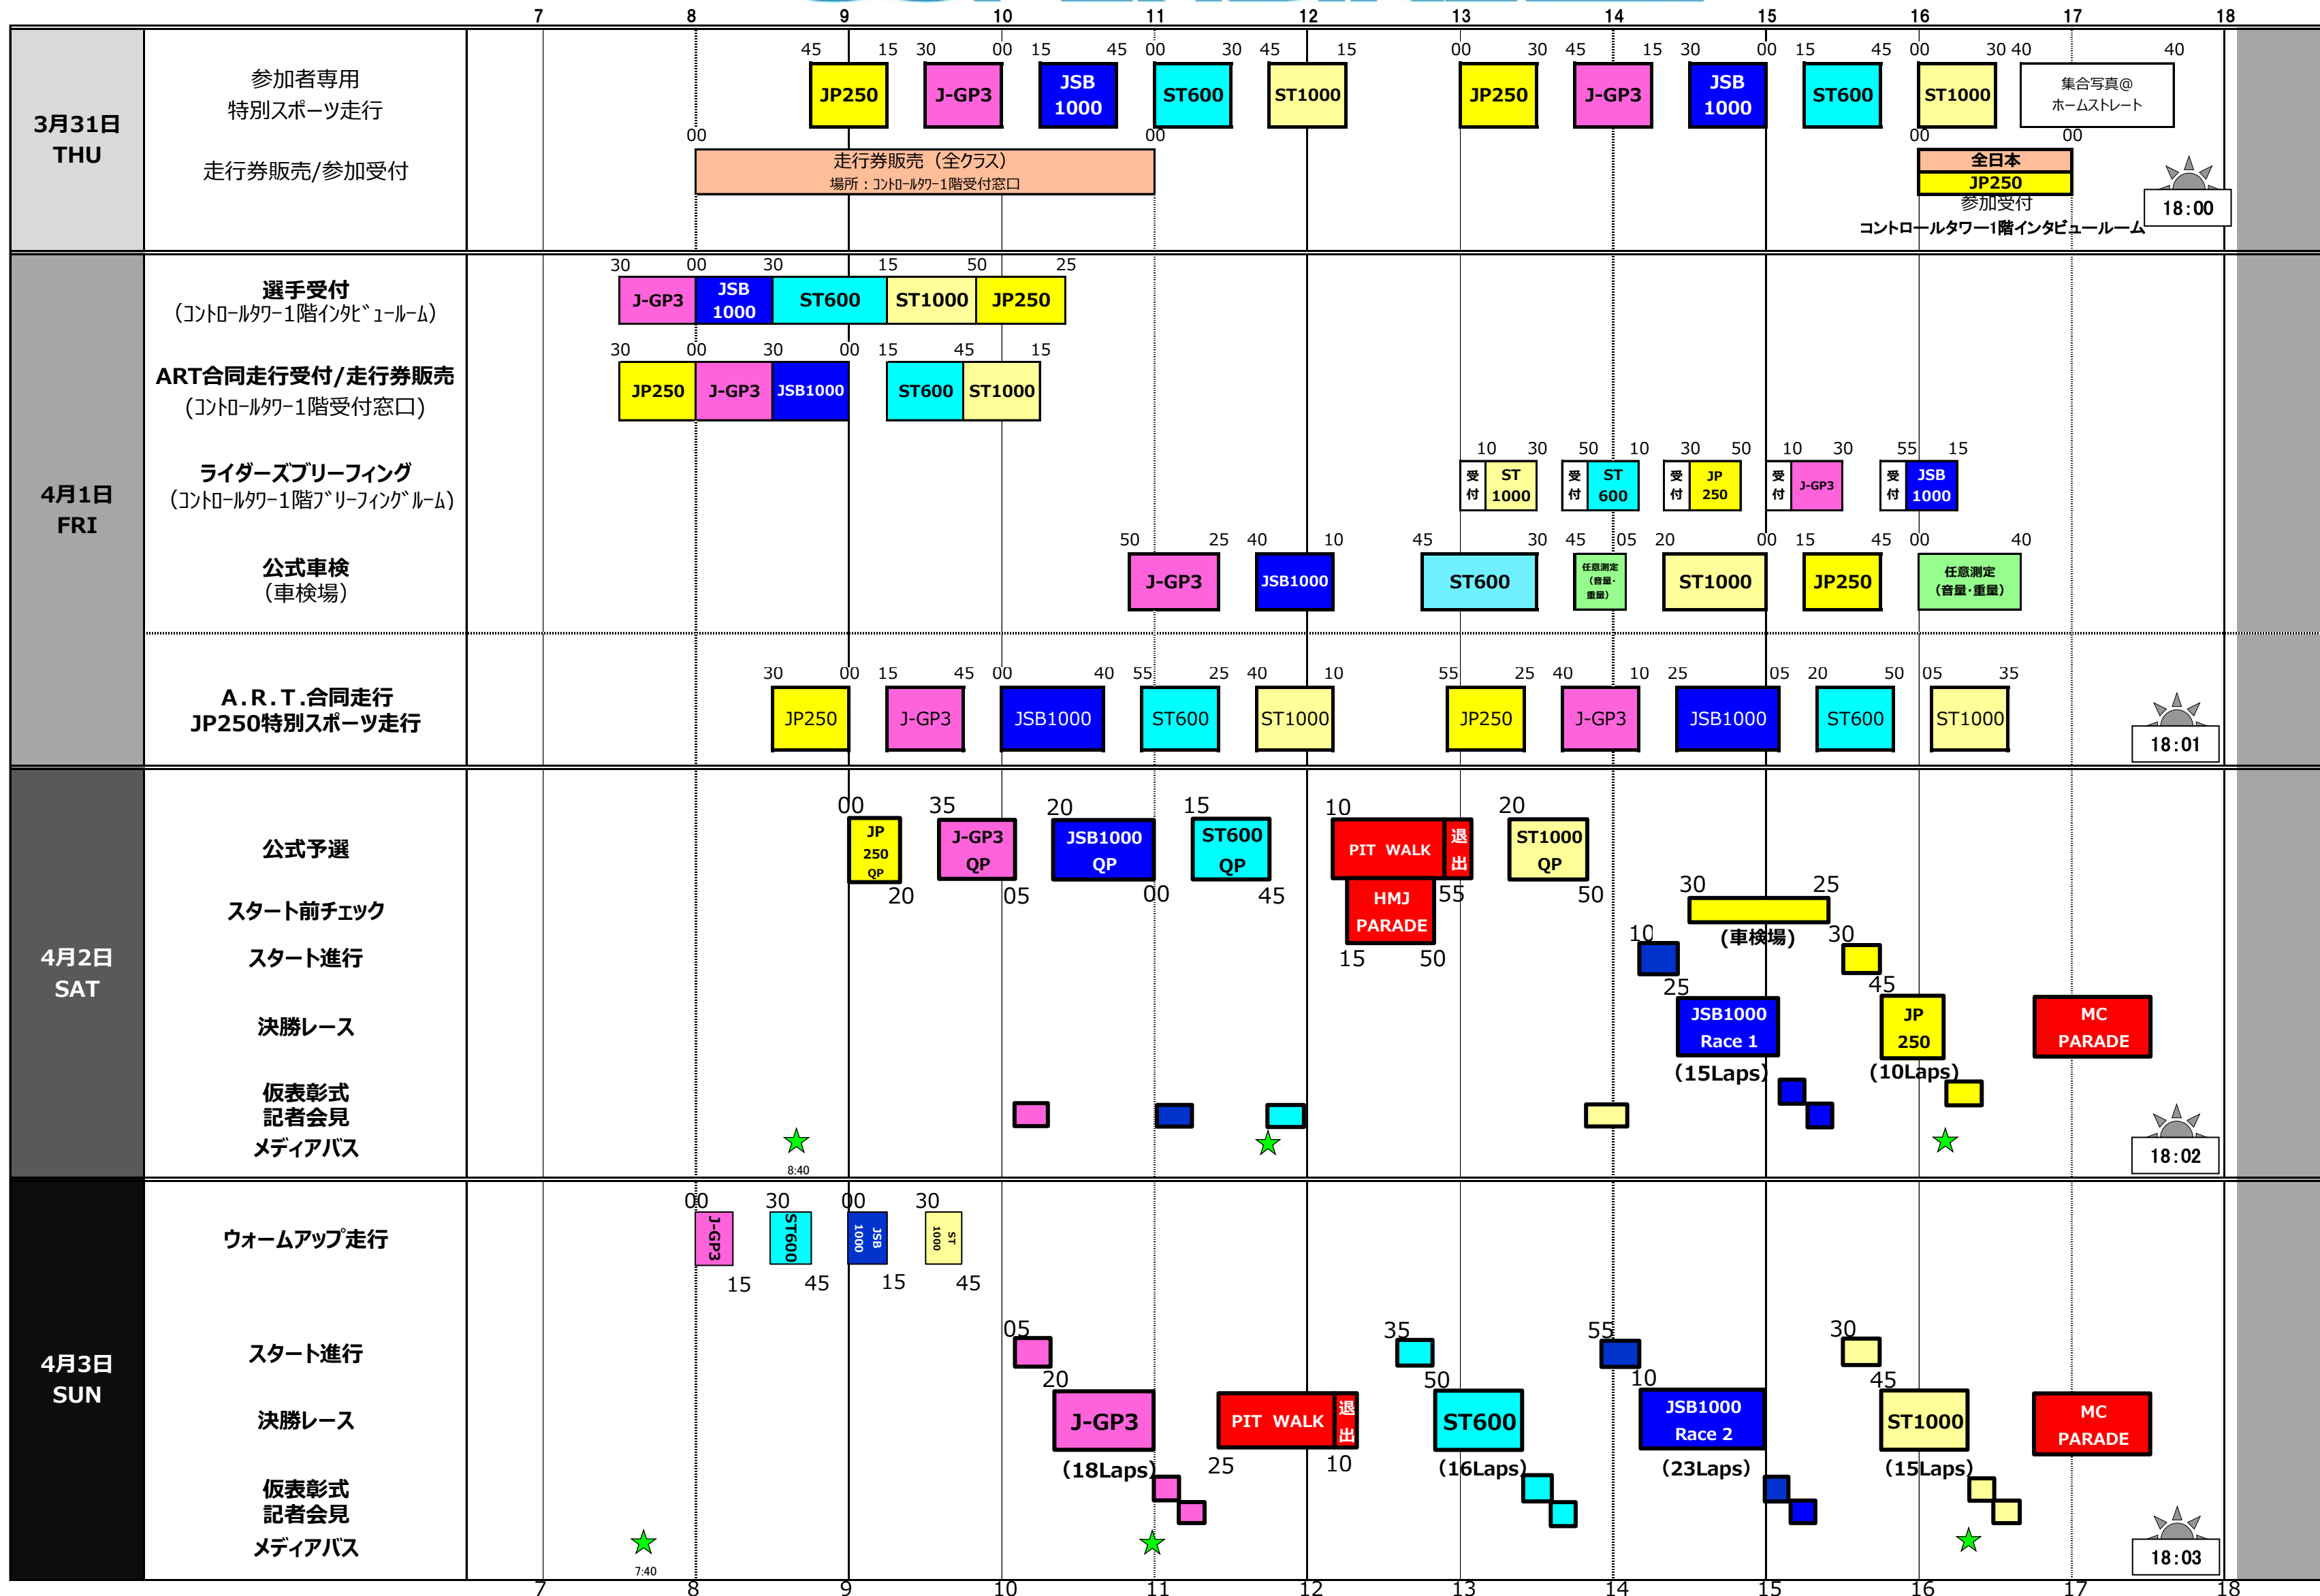 7 8 9 10 11 12 13 14 15 16 17 18
3月31日
THU
参加者専用
特別スポーツ走行
45 15 30 00 15 45 00 30 45 15 00 30 45 15 30 00 15 45 00 30 40 40
JP250 J-GP3 JSB 1000 ST600 ST1000 JP250 J-GP3 JSB 1000 ST600 ST1000
集合写真@
ホームストレート
走行券販売/参加受付
00 00 00 00
走行券販売（全クラス）
場所：ｺﾝﾄﾛｰﾙﾀﾜｰ1階受付窓口
全日本
JP250
参加受付
コントロールタワー1階インタビュールーム
18:00
4月1日
FRI
選手受付
（ｺﾝﾄﾛｰﾙﾀﾜｰ1階ｲﾝﾀﾋﾞｭｰﾙｰﾑ）
30 00 30 15 50 25
J-GP3 JSB 1000 ST600 ST1000 JP250
ART合同走行受付/走行券販売
（ｺﾝﾄﾛｰﾙﾀﾜｰ1階受付窓口）
30 00 30 00 15 45 15
JP250 J-GP3 JSB1000 ST600 ST1000
ライダーズブリーフィング
（ｺﾝﾄﾛｰﾙﾀﾜｰ1階ﾌﾞﾘｰﾌｨﾝｸﾞﾙｰﾑ）
10 30 50 10 30 50 10 30 55 15
受付 ST 1000 受付 ST 600 受付 JP 250 受付 J-GP3 受付 JSB 1000
公式車検
（車検場）
50 25 40 10 45 30 45 05 20 00 15 45 00 40
J-GP3 JSB1000 ST600 任意測定（音量・重量） ST1000 JP250 任意測定（音量・重量）
A.R.T.合同走行
JP250特別スポーツ走行
30 00 15 45 00 40 55 25 40 10 55 25 40 10 25 05 20 50 05 35
JP250 J-GP3 JSB1000 ST600 ST1000 JP250 J-GP3 JSB1000 ST600 ST1000
18:01
4月2日
SAT
公式予選
00 35 20 15 10 20
JP 250 QP J-GP3 QP JSB1000 QP ST600 QP PIT WALK 退出 ST1000 QP
20 05 00 45 55 50
HMJ
PARADE
15 50
スタート前チェック
30 25
(車検場)
スタート進行
10 30
25 45
決勝レース
JSB1000 Race 1 JP 250 MC PARADE
（15Laps） (10Laps)
仮表彰式
記者会見
メディアバス
8:40
18:02
4月3日
SUN
ウォームアップ走行
00 30 00 30
J-GP3 ST600 JSB 1000 ST 1000
15 45 15 45
スタート進行
05 35 55 30
20 50 10 45
決勝レース
J-GP3 PIT WALK 退出 ST600 JSB1000 Race 2 ST1000 MC PARADE
（18Laps） 25 10 （16Laps） （23Laps） （15Laps）
仮表彰式
記者会見
メディアバス
7:40
18:03
7 8 9 10 11 12 13 14 15 16 17 18